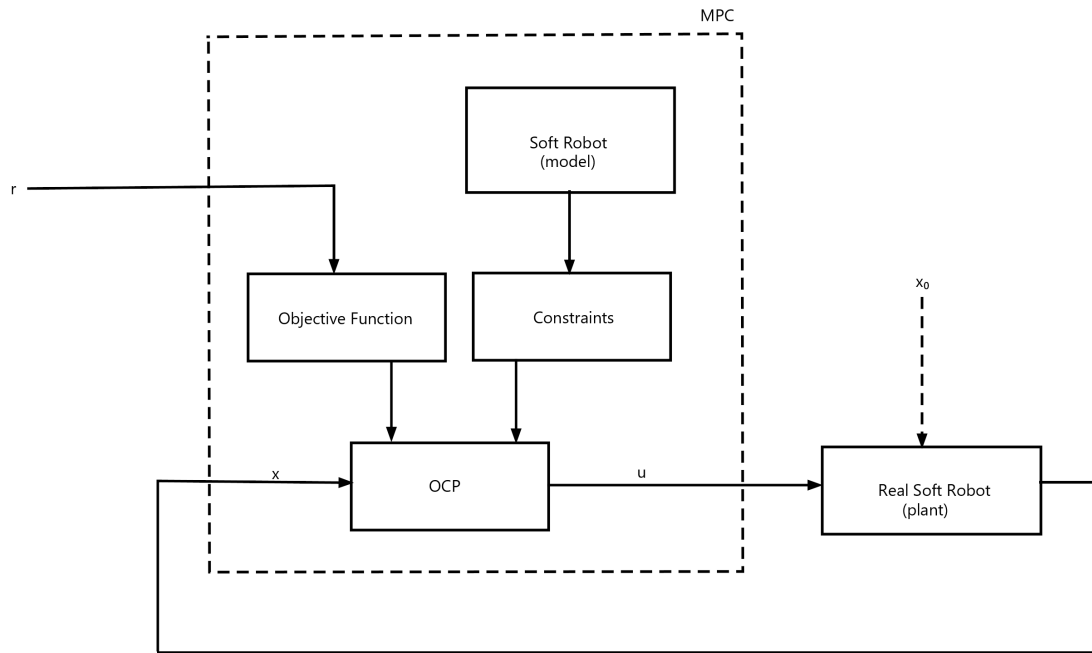 MPC
Soft Robot
(model)
r
x₀
Objective Function
Constraints
x
OCP
u
Real Soft Robot
(plant)